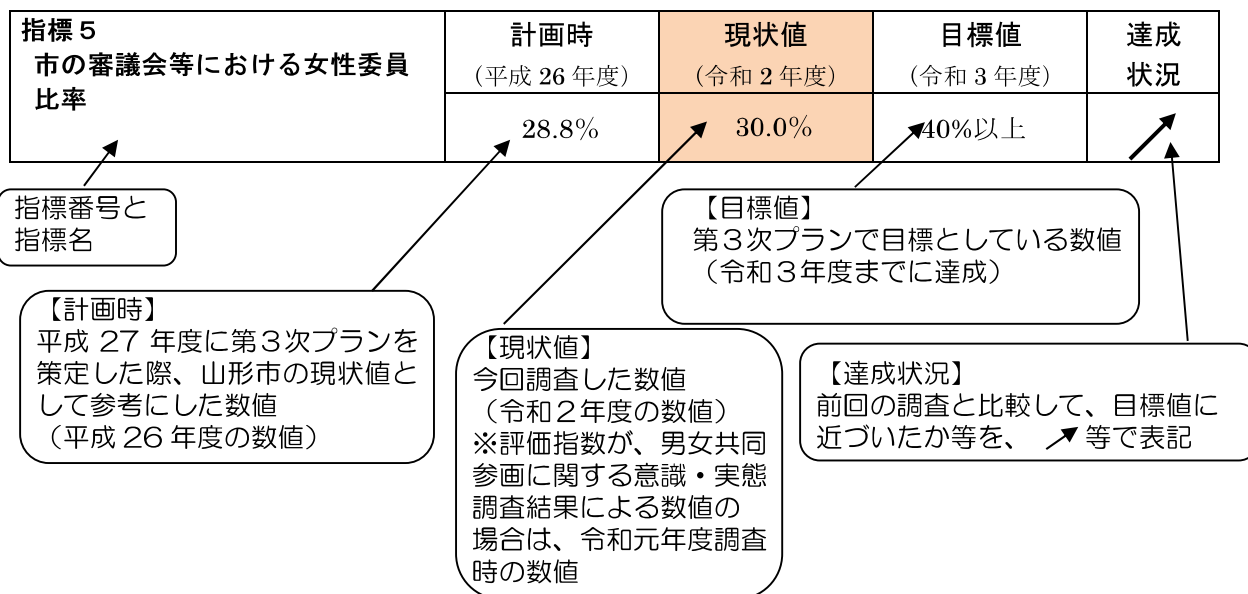 指標５
市の審議会等における女性委員
比率
計画時
（平成 26 年度）
現状値
（令和 2 年度）
目標値
（令和 3 年度）
達成
状況
28.8%
30.0%
40%以上
指標番号と
指標名
【目標値】
第３次プランで目標としている数値
（令和３年度までに達成）
【計画時】
平成 27 年度に第３次プランを
策定した際、山形市の現状値と
して参考にした数値
（平成 26 年度の数値）
【現状値】
今回調査した数値
（令和２年度の数値）
※評価指数が、男女共同
参画に関する意識・実態
調査結果による数値の
場合は、令和元年度調査
時の数値
【達成状況】
前回の調査と比較して、目標値に
近づいたか等を、 ↗ 等で表記